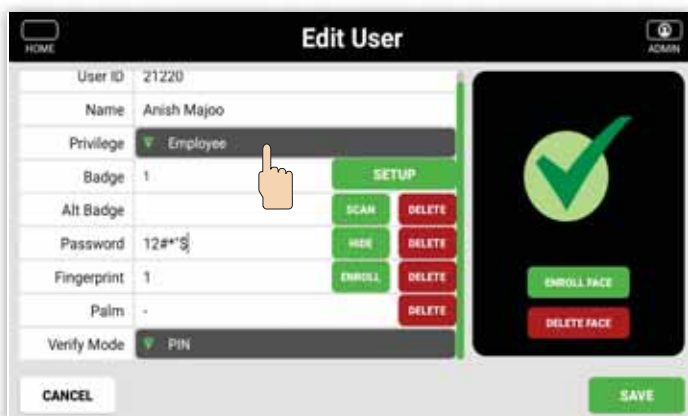 HOME
Edit User
ADMIN
User ID 21220
Name Anish Majoo
Privilege Employee
Badge 1 SETUP
Alt Badge SCAN DELETE
Password 12#*"$ HIDE DELETE
Fingerprint 1 ENROLL DELETE
Palm - DELETE
Verify Mode PIN
ENROLL FACE
DELETE FACE
CANCEL
SAVE